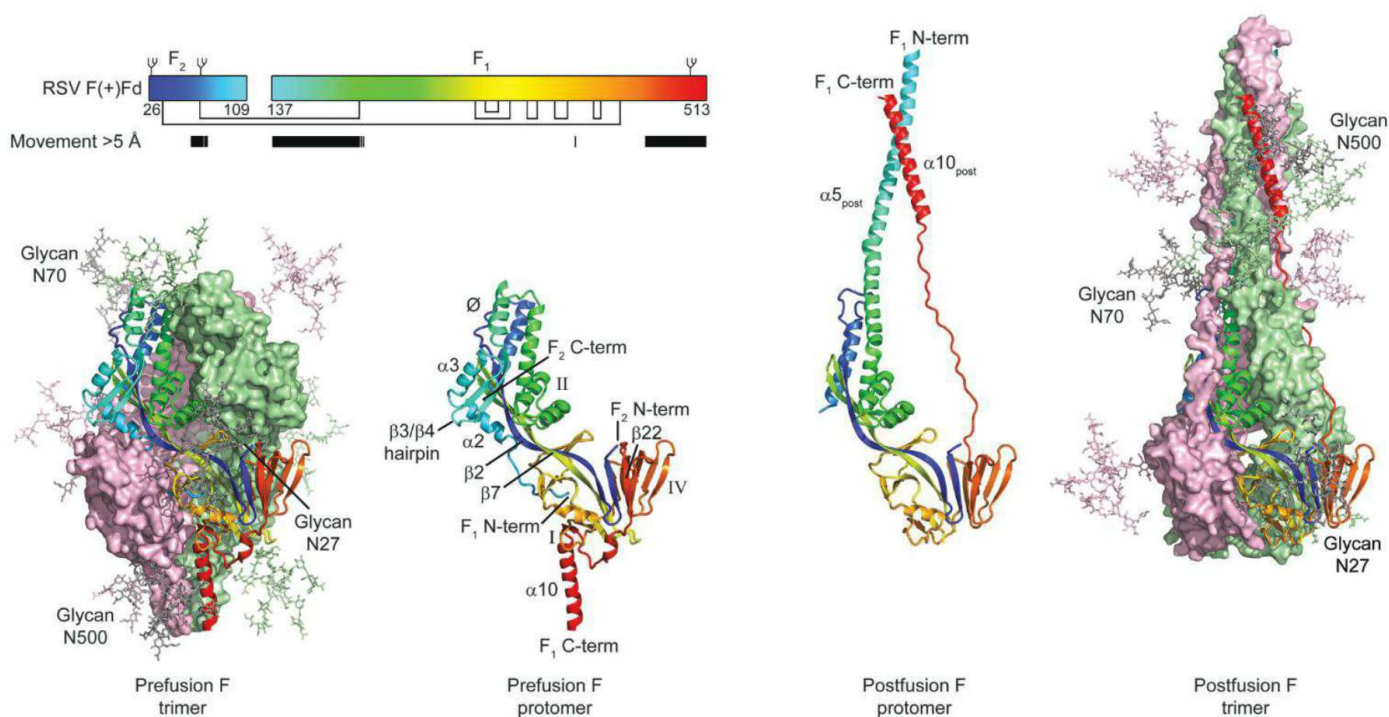 F2 F1
RSV F(+)Fd
26 109 137 513
Movement >5 Å
Glycan
N70
Glycan
N27
Glycan
N500
Prefusion F
trimer
Ø
α3
F2 C-term
II
F2 N-term
β3/β4
hairpin
α2
β22
β2
β7
IV
F1 N-term
I
α10
F1 C-term
Prefusion F
protomer
F1 N-term
F1 C-term
α10post
α5post
Postfusion F
protomer
Glycan
N500
Glycan
N70
Glycan
N27
Postfusion F
trimer